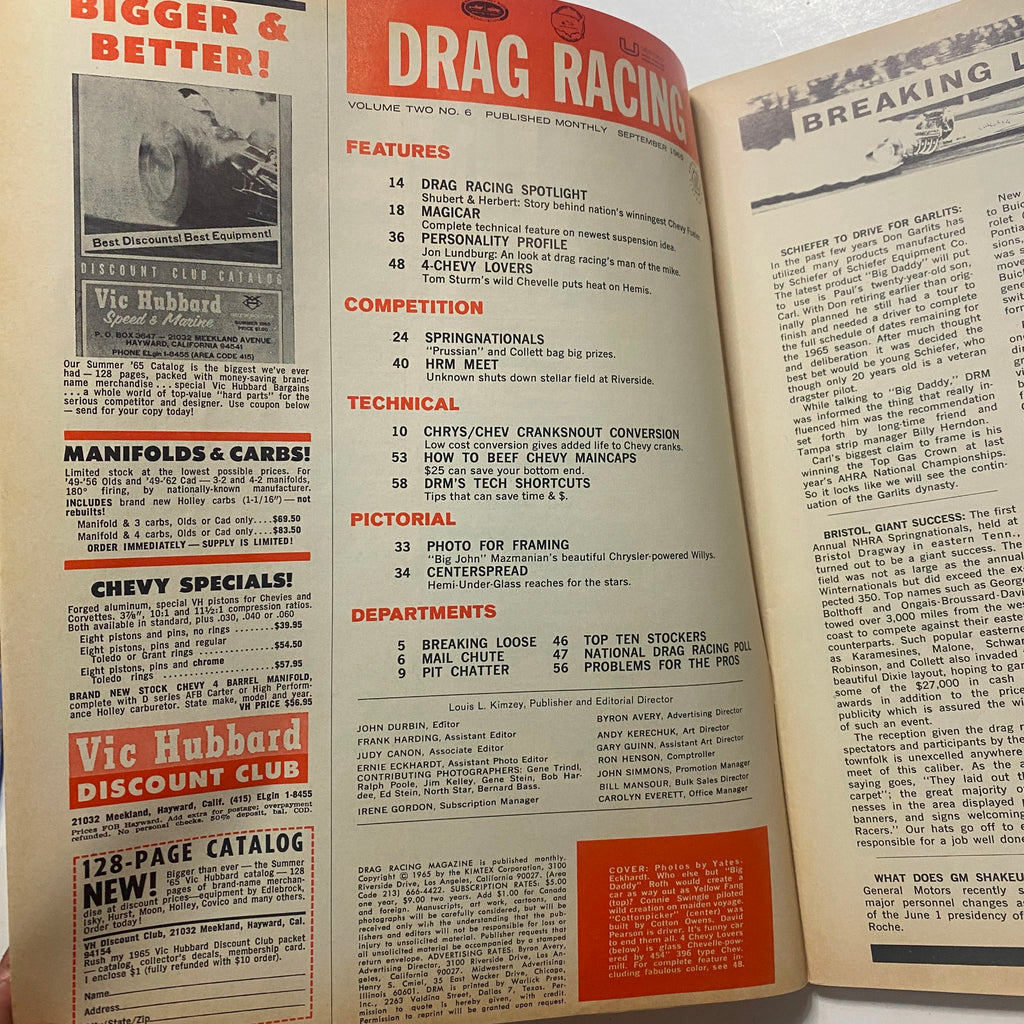 BIGGER &
BETTER!
Best Discounts! Best Equipment!
DISCOUNT CLUB CATALOG
Vic Hubbard
Speed & Marine
SUMMER 1965
PRICE $1.00
P. O. BOX 3647 — 21032 MEEKLAND AVENUE
HAYWARD, CALIFORNIA 94541
PHONE ELgin 1-8455 (AREA CODE 415)
Our Summer '65 Catalog is the biggest we've ever
had — 128 pages, packed with money-saving brand-
name merchandise . . . special Vic Hubbard Bargains
. . . a whole world of top-value "hard parts" for the
serious competitor and designer. Use coupon below
— send for your copy today!
MANIFOLDS & CARBS!
Limited stock at the lowest possible prices. For
'49-'56 Olds and '49-'62 Cad — 3-2 and 4-2 manifolds,
180° firing, by nationally-known manufacturer.
INCLUDES brand new Holley carbs (1-1/16") — not
rebuilts!
Manifold & 3 carbs, Olds or Cad only....$69.50
Manifold & 4 carbs, Olds or Cad only....$83.50
ORDER IMMEDIATELY — SUPPLY IS LIMITED!
CHEVY SPECIALS!
Forged aluminum, special VH pistons for Chevies and
Corvettes. 3⅞", 10:1 and 11½:1 compression ratios.
Both available in standard, plus .030, .040 or .060
Eight pistons and pins, no rings ........$39.95
Eight pistons, pins and regular
Toledo or Grant rings ..................$54.50
Eight pistons, pins and chrome
Toledo rings ..................$57.95
BRAND NEW STOCK CHEVY 4 BARREL MANIFOLD,
complete with D series AFB Carter or High Perform-
ance Holley carburetor. State make, model and year.
VH PRICE $56.95
Vic Hubbard
DISCOUNT CLUB
21032 Meekland, Hayward, Calif. (415) ELgin 1-8455
Prices FOB Hayward. Add extra for postage; overpayment
refunded. No personal checks. 50% deposit, bal. COD.
128-PAGE CATALOG
NEW!
Bigger than ever — the Summer
'65 Vic Hubbard catalog — 128
pages of brand-name merchan-
dise at discount prices—equipment by Edlebrock,
Isky, Hurst, Moon, Holley, Covico and many others.
Order today!
VH Discount Club, 21032 Meekland, Hayward, Cal.
94154
Rush my 1965 Vic Hubbard Discount Club packet
— catalog, collector's decals, membership card.
I enclose $1 (fully refunded with $10 order).
Name
Address
City/State/Zip
DRAG RACING
VOLUME TWO NO. 6 PUBLISHED MONTHLY SEPTEMBER 1965
FEATURES
14 DRAG RACING SPOTLIGHT
Shubert & Herbert: Story behind nation's winningest Chevy Fueler.
18 MAGICAR
Complete technical feature on newest suspension idea.
36 PERSONALITY PROFILE
Jon Lundburg: An look at drag racing's man of the mike.
48 4-CHEVY LOVERS
Tom Sturm's wild Chevelle puts heat on Hemis.
COMPETITION
24 SPRINGNATIONALS
"Prussian" and Collett bag big prizes.
40 HRM MEET
Unknown shuts down stellar field at Riverside.
TECHNICAL
10 CHRYS/CHEV CRANKSNOUT CONVERSION
Low cost conversion gives added life to Chevy cranks.
53 HOW TO BEEF CHEVY MAINCAPS
$25 can save your bottom end.
58 DRM'S TECH SHORTCUTS
Tips that can save time & $.
PICTORIAL
33 PHOTO FOR FRAMING
"Big John" Mazmanian's beautiful Chrysler-powered Willys.
34 CENTERSPREAD
Hemi-Under-Glass reaches for the stars.
DEPARTMENTS
5 BREAKING LOOSE
6 MAIL CHUTE
9 PIT CHATTER
46 TOP TEN STOCKERS
47 NATIONAL DRAG RACING POLL
56 PROBLEMS FOR THE PROS
Louis L. Kimzey, Publisher and Editorial Director
JOHN DURBIN, Editor
FRANK HARDING, Assistant Editor
JUDY CANON, Associate Editor
ERNIE ECKHARDT, Assistant Photo Editor
CONTRIBUTING PHOTOGRAPHERS: Gene Trindl,
Ralph Poole, Jim Kelley, Gene Stein, Bob Har-
dee, Ed Stein, North Star, Bernard Bass.
IRENE GORDON, Subscription Manager
BYRON AVERY, Advertising Director
ANDY KERECHUK, Art Director
GARY GUINN, Assistant Art Director
RON HENSON, Comptroller
JOHN SIMMONS, Promotion Manager
BILL MANSOUR, Bulk Sales Director
CAROLYN EVERETT, Office Manager
DRAG RACING MAGAZINE is published monthly.
Copyright © 1965 by the KIMTEX Corporation, 3100
Riverside Drive, Los Angeles, California 90027. (Area
Code 213) 666-4422. SUBSCRIPTION RATES: $5.00
one year, $9.00 two years. Add $1.00 for Canada
and foreign. Manuscripts, art work, cartoons, and
photographs will be carefully considered, but will be
received only with the understanding that the pub-
lishers and editors will not be responsible for loss or
injury to unsolicited material. Publisher requests that
all unsolicited material be accompanied by a stamped
return envelope. ADVERTISING RATES: Byron Avery,
Advertising Director, 3100 Riverside Drive, Los An-
geles, California 90027. Midwestern Advertising:
Henry S. Cmiel, 35 East Wacker Drive, Chicago,
Illinois 60601. DRM is printed by Warlick Press,
Inc., 2263 Valdina Street, Dallas 7, Texas. Per-
mission to quote is hereby given, with credit.
Permission to reprint will be granted upon request.
COVER: Photos by Yates-
Eckhardt. Who else but "Big
Daddy" Roth would create a
car as way out as Yellow Fang
(top)? Connie Swingle piloted
wild creation on maiden voyage.
"Cottonpicker" (center) was
built by Cotton Owens. David
Pearson is driver. It's funny car
to end them all. 4 Chevy Lovers
(below) is glass Chevelle-pow-
ered by 454" 396 type Chev.
mill. For complete feature in-
cluding fabulous color, see 48.
BREAKING L
SCHIEFER TO DRIVE FOR GARLITS:
In the past few years Don Garlits has
utilized many products manufactured
by Schiefer of Schiefer Equipment Co.
The latest product "Big Daddy" will put
to use is Paul's twenty-year-old son,
Carl. With Don retiring earlier than orig-
inally planned he still had a tour to
finish and needed a driver to complete
the full schedule of dates remaining for
the 1965 season. After much thought
and deliberation it was decided the
best bet would be young Schiefer, who
though only 20 years old is a veteran
dragster pilot.
While talking to "Big Daddy," DRM
was informed the thing that really in-
fluenced him was the recommendation
set forth by long-time friend and
Tampa strip manager Billy Herndon.
Carl's biggest claim to frame is his
winning the Top Gas Crown at last
year's AHRA National Championships.
So it looks like we will see the contin-
uation of the Garlits dynasty.
BRISTOL, GIANT SUCCESS: The first
Annual NHRA Springnationals, held at
Bristol Dragway in eastern Tenn.,
turned out to be a giant success. The
field was not as large as the annual
Winternationals but did exceed the ex-
pected 350. Top names such as George
Bolthoff and Ongais-Broussard-Davi
towed over 3,000 miles from the wes
coast to compete against their easte
counterparts. Such popular easterne
as Karamesines, Malone, Schwar
Robinson, and Collett also invaded
beautiful Dixie layout, hoping to gar
some of the $27,000 in cash
awards in addition to the price
publicity which is assured the wi
of such an event.
The reception given the drag r
spectators and participants by the
townfolk is unexcelled anywhere
meet of this caliber. As the a
saying goes, "They laid out th
carpet"; the great majority o
nesses in the area displayed
banners, and signs welcoming
Racers." Our hats go off to e
responsible for a job well done
WHAT DOES GM SHAKEU
General Motors recently s
major personnel changes as
of the June 1 presidency of
Roche.
New
to Buic
rolet
Pontia
sions,
was s
move
Buic
gene
swit